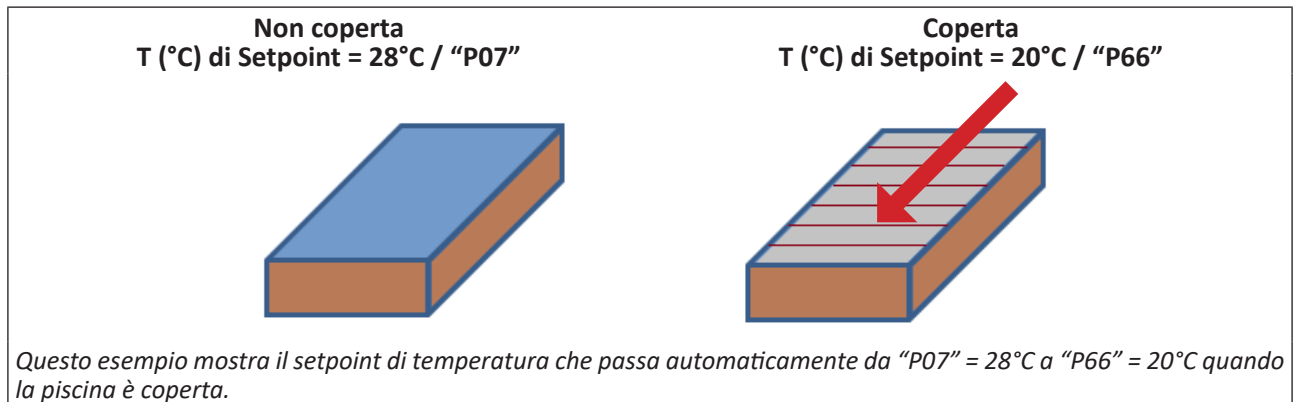 Non coperta
T (°C) di Setpoint = 28°C / “P07”
Coperta
T (°C) di Setpoint = 20°C / “P66”
Questo esempio mostra il setpoint di temperatura che passa automaticamente da “P07” = 28°C a “P66” = 20°C quando
la piscina è coperta.